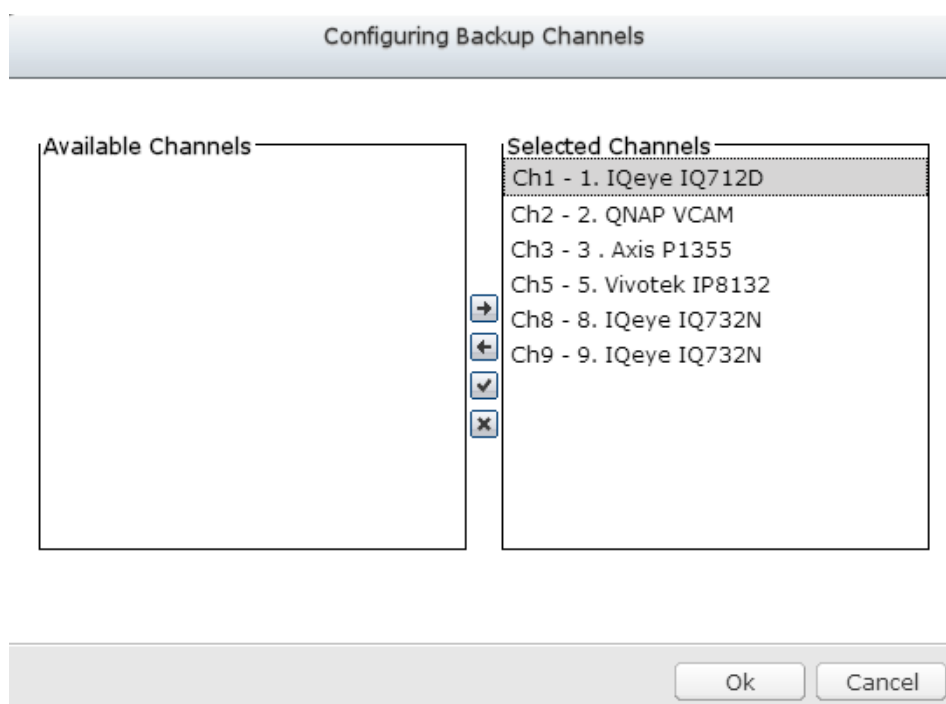 Configuring Backup Channels
Available Channels
Selected Channels
Ch1 - 1. IQeye IQ712D
Ch2 - 2. QNAP VCAM
Ch3 - 3 . Axis P1355
Ch5 - 5. Vivotek IP8132
Ch8 - 8. IQeye IQ732N
Ch9 - 9. IQeye IQ732N
Ok
Cancel